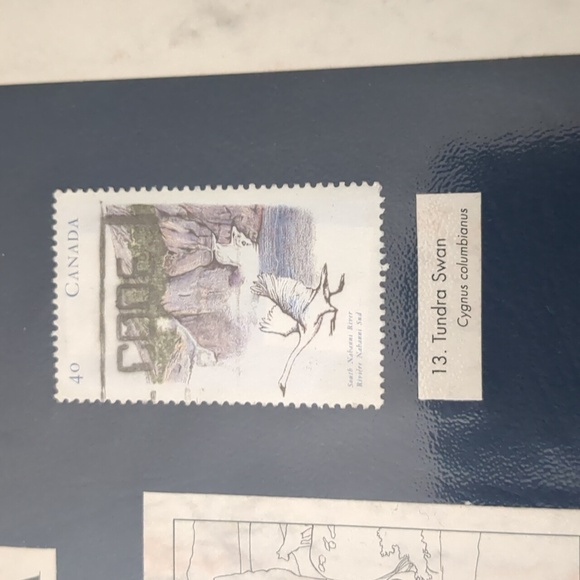 40 CANADA
South Nahanni River
Rivière Nahanni Sud
13. Tundra Swan
Cygnus columbianus